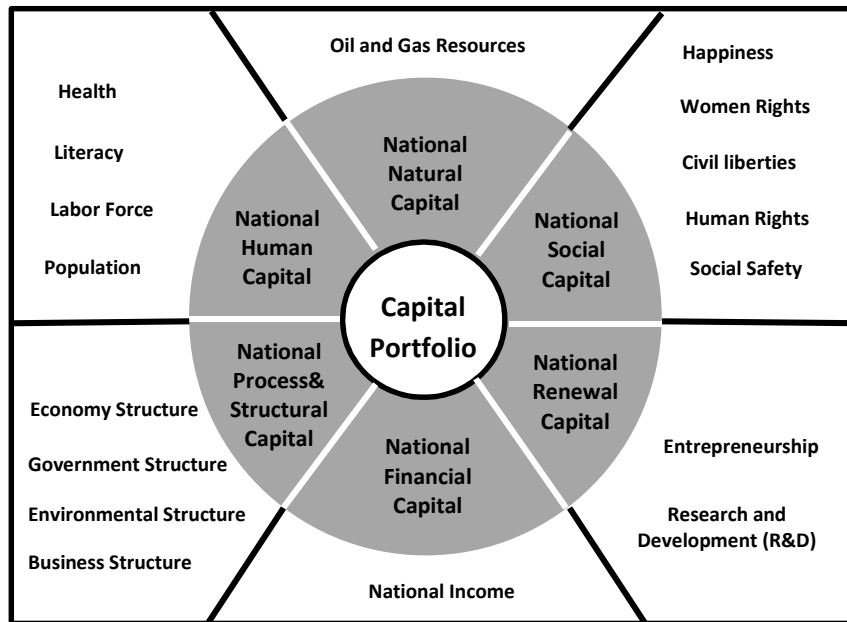 Oil and Gas Resources
Happiness
Women Rights
Civil liberties
Human Rights
Social Safety
Health
Literacy
Labor Force
Population
National
Natural
Capital
National
Human
Capital
National
Social
Capital
Capital
Portfolio
National
Process&
Structural
Capital
National
Financial
Capital
National
Renewal
Capital
Economy Structure
Government Structure
Environmental Structure
Business Structure
National Income
Entrepreneurship
Research and
Development (R&D)